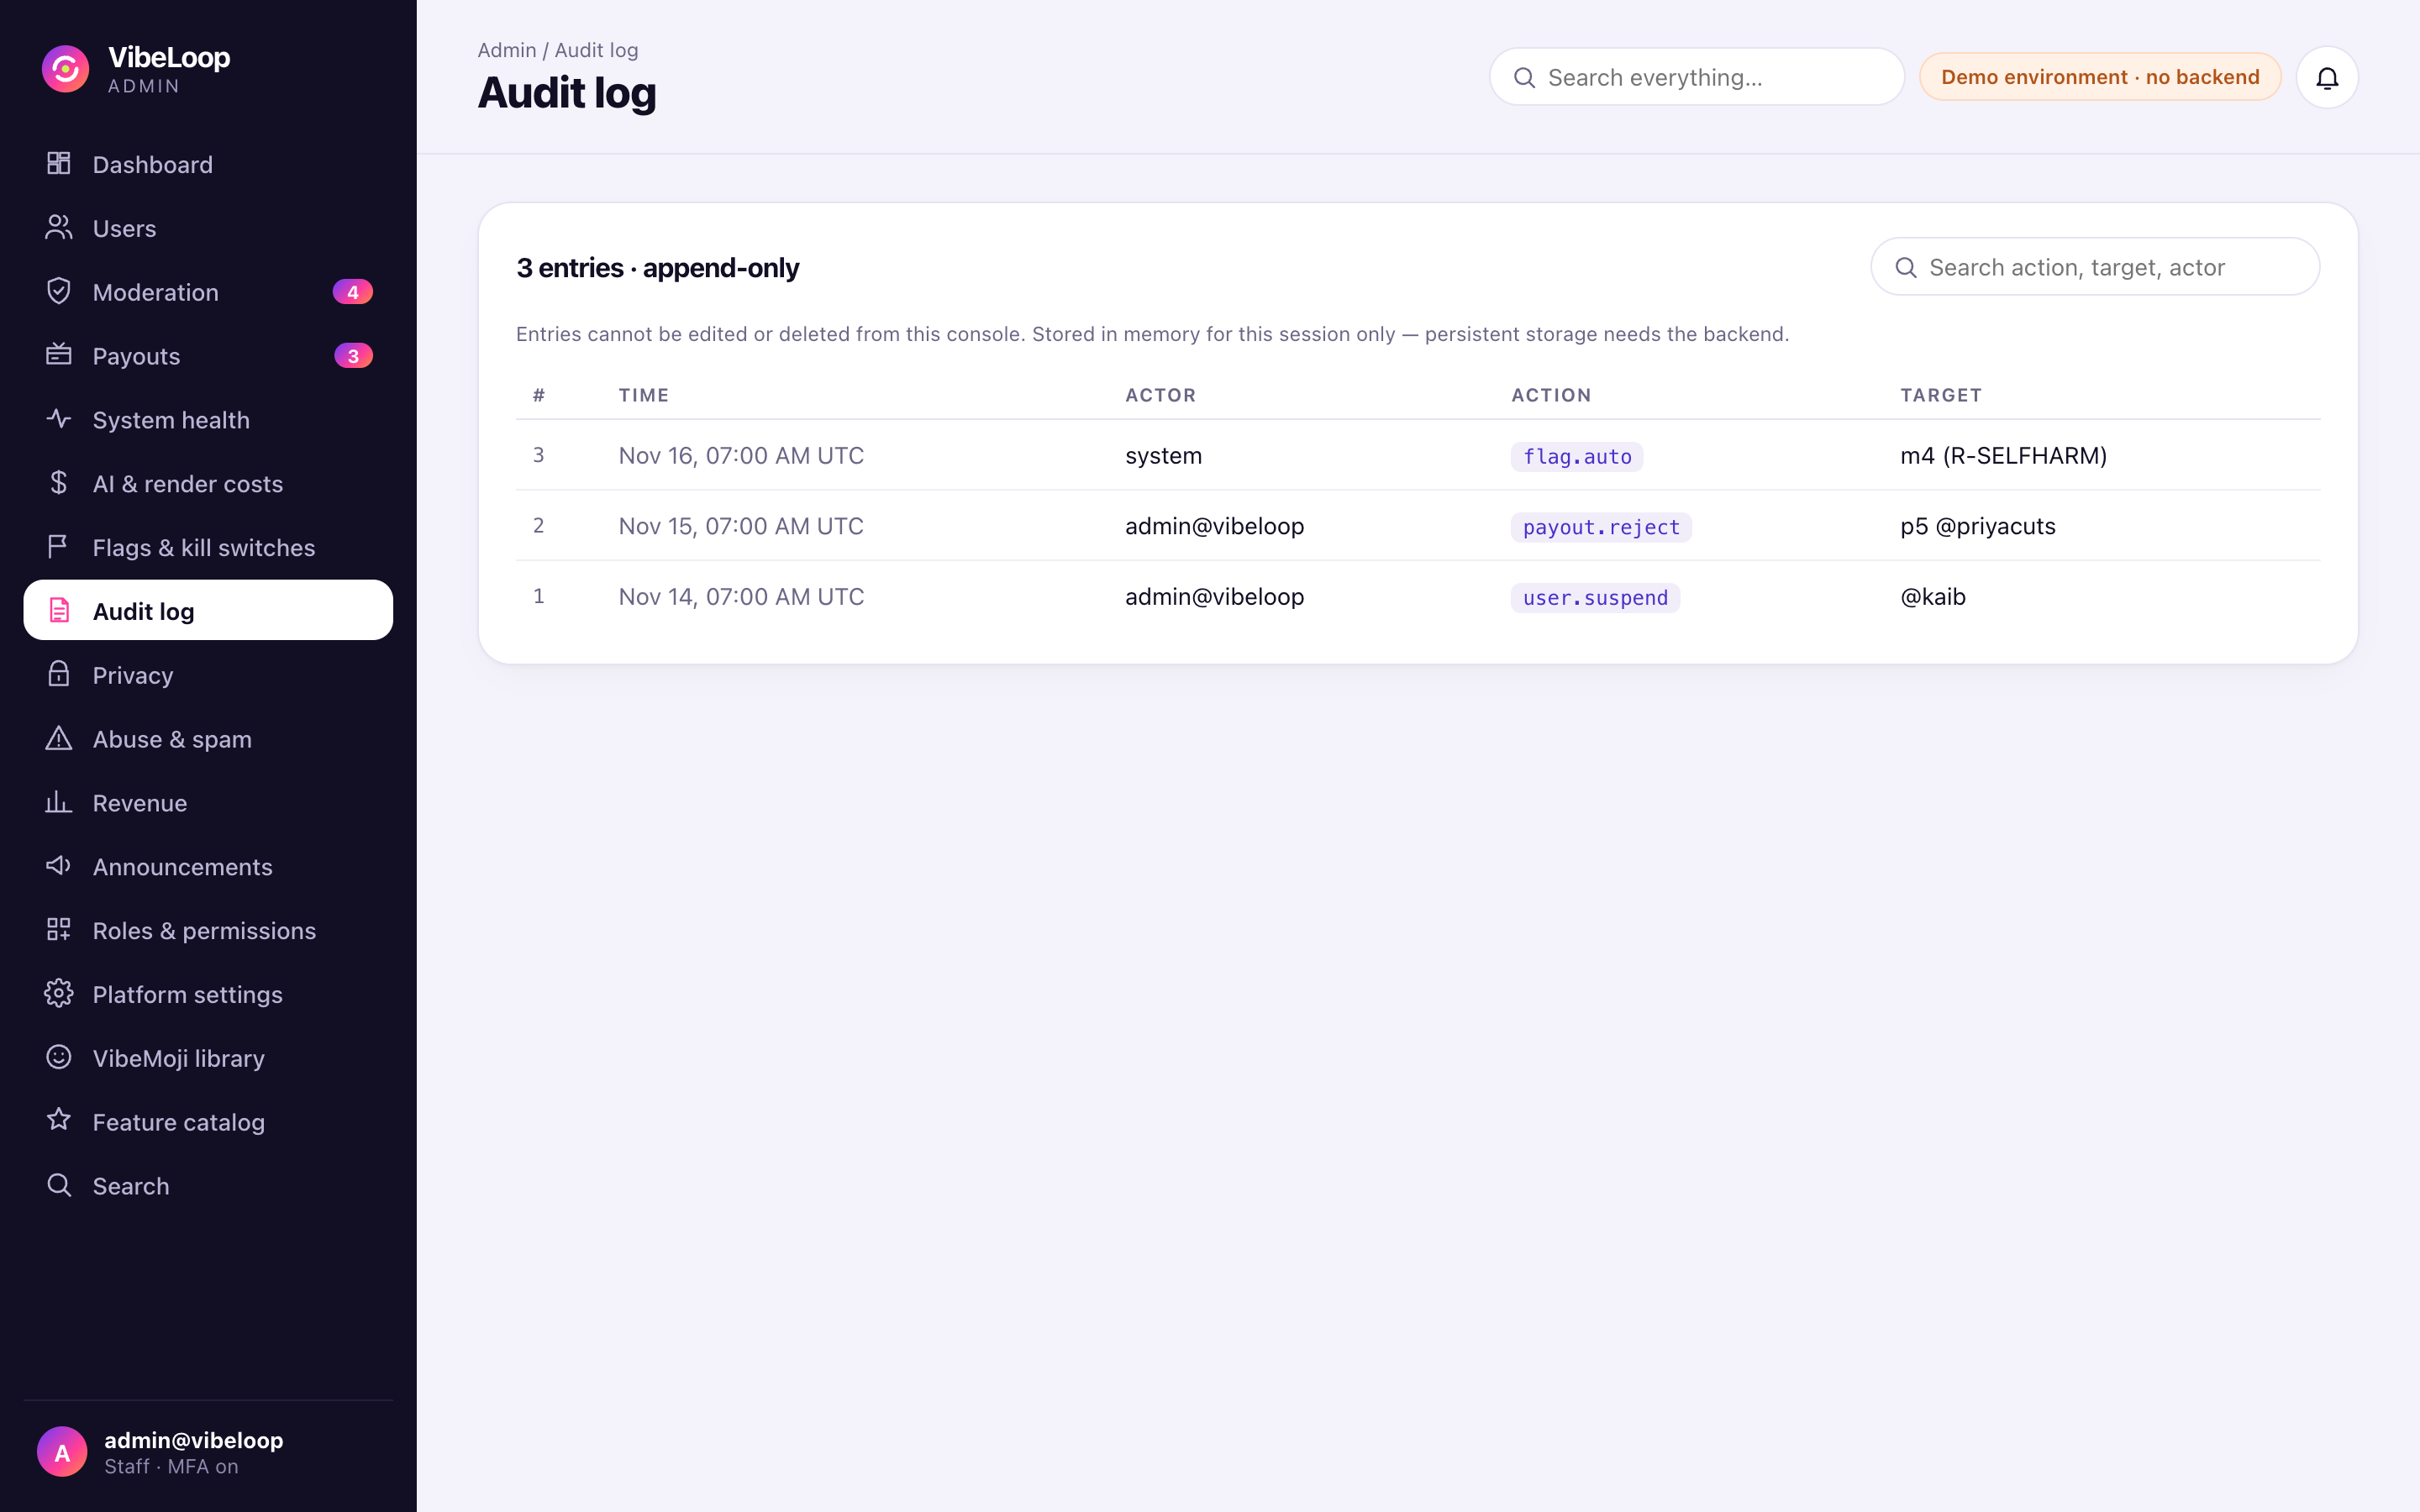 VibeLoop
ADMIN
Dashboard
Users
Moderation 4
Payouts 3
System health
AI & render costs
Flags & kill switches
Audit log
Privacy
Abuse & spam
Revenue
Announcements
Roles & permissions
Platform settings
VibeMoji library
Feature catalog
Search
A
admin@vibeloop
Staff · MFA on
Admin / Audit log
Audit log
Search everything...
Demo environment · no backend
3 entries · append-only
Search action, target, actor
Entries cannot be edited or deleted from this console. Stored in memory for this session only — persistent storage needs the backend.
# TIME ACTOR ACTION TARGET
3 Nov 16, 07:00 AM UTC system flag.auto m4 (R-SELFHARM)
2 Nov 15, 07:00 AM UTC admin@vibeloop payout.reject p5 @priyacuts
1 Nov 14, 07:00 AM UTC admin@vibeloop user.suspend @kaib